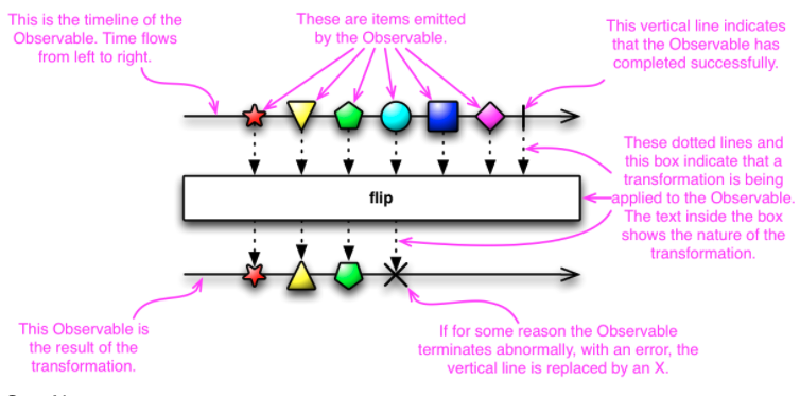 This is the timeline of the
Observable. Time flows
from left to right.
These are items emitted
by the Observable.
This vertical line indicates
that the Observable has
completed successfully.
These dotted lines and
this box indicate that a
transformation is being
applied to the Observable.
The text inside the box
shows the nature of the
transformation.
flip
This Observable is
the result of the
transformation.
If for some reason the Observable
terminates abnormally, with an error, the
vertical line is replaced by an X.